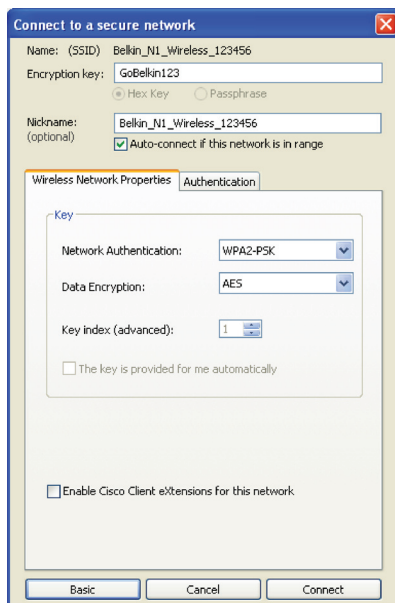 Connect to a secure network
Name: (SSID) Belkin_N1_Wireless_123456
Encryption key: GoBelkin123
Hex Key Passphrase
Nickname: Belkin_N1_Wireless_123456
(optional)
Auto-connect if this network is in range
Wireless Network Properties Authentication
Key
Network Authentication: WPA2-PSK
Data Encryption: AES
Key index (advanced): 1
The key is provided for me automatically
Enable Cisco Client eXtensions for this network
Basic Cancel Connect